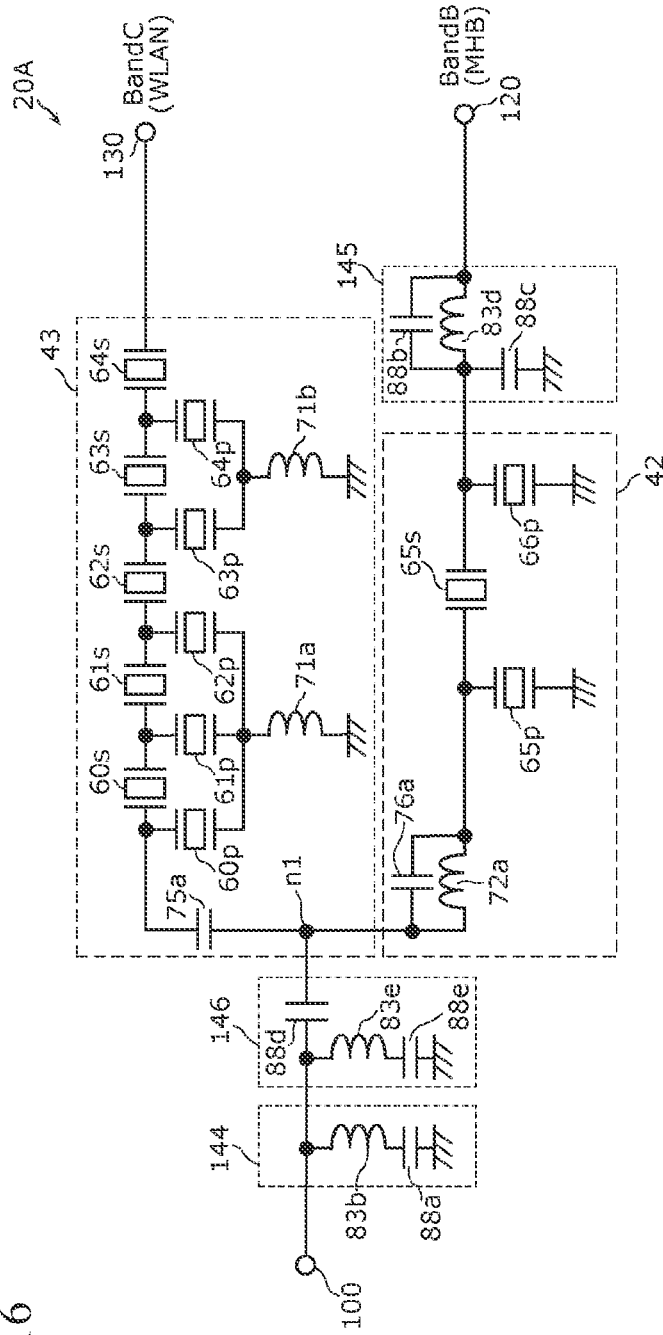 6
20A
43
60s
61s
62s
63s
64s
130
BandC
(WLAN)
75a
60p
61p
62p
63p
64p
71a
71b
n1
144
146
88d
83b
88a
83e
88e
100
76a
72a
65p
65s
66p
42
145
88b
83d
88c
120
BandB
(MHB)